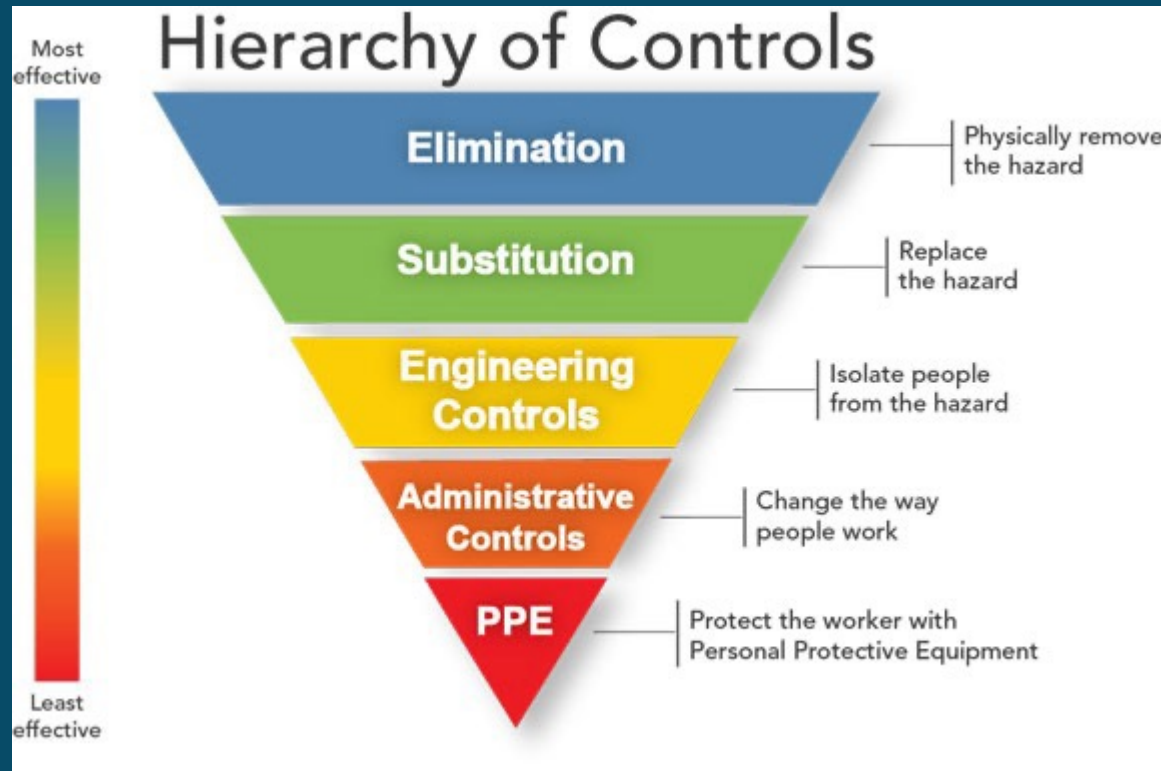 Hierarchy of Controls
Most
effective
Elimination
Physically remove
the hazard
Substitution
Replace
the hazard
Engineering
Controls
Isolate people
from the hazard
Administrative
Controls
Change the way
people work
PPE
Protect the worker with
Personal Protective Equipment
Least
effective